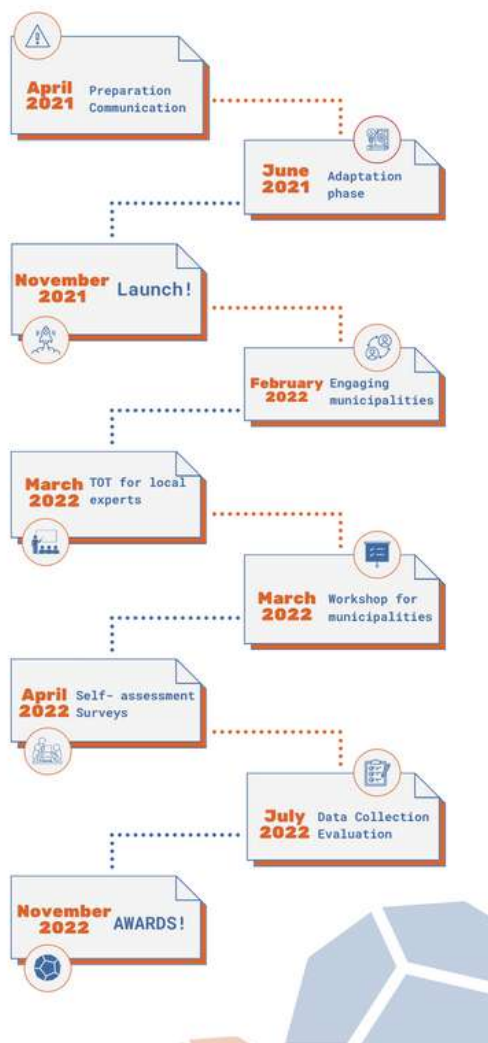 April
2021
Preparation
Communication
June
2021
Adaptation
phase
November
2021
Launch!
February
2022
Engaging
municipalities
March
2022
TOT for local
experts
March
2022
Workshop for
municipalities
April
2022
Self- assessment
Surveys
July
2022
Data Collection
Evaluation
November
2022
AWARDS!